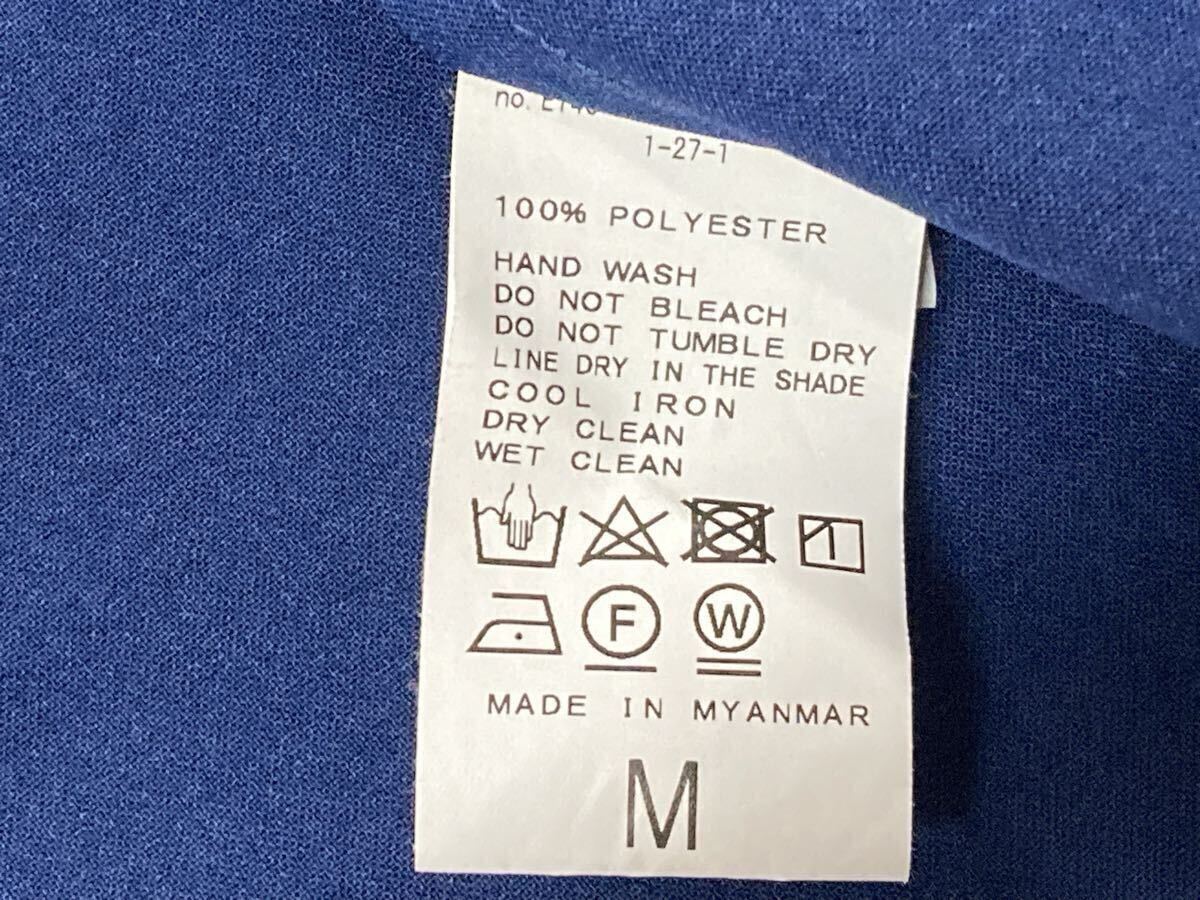 no.
1-27-1
100% POLYESTER
HAND WASH
DO NOT BLEACH
DO NOT TUMBLE DRY
LINE DRY IN THE SHADE
COOL IRON
DRY CLEAN
WET CLEAN
F W
MADE IN MYANMAR
M